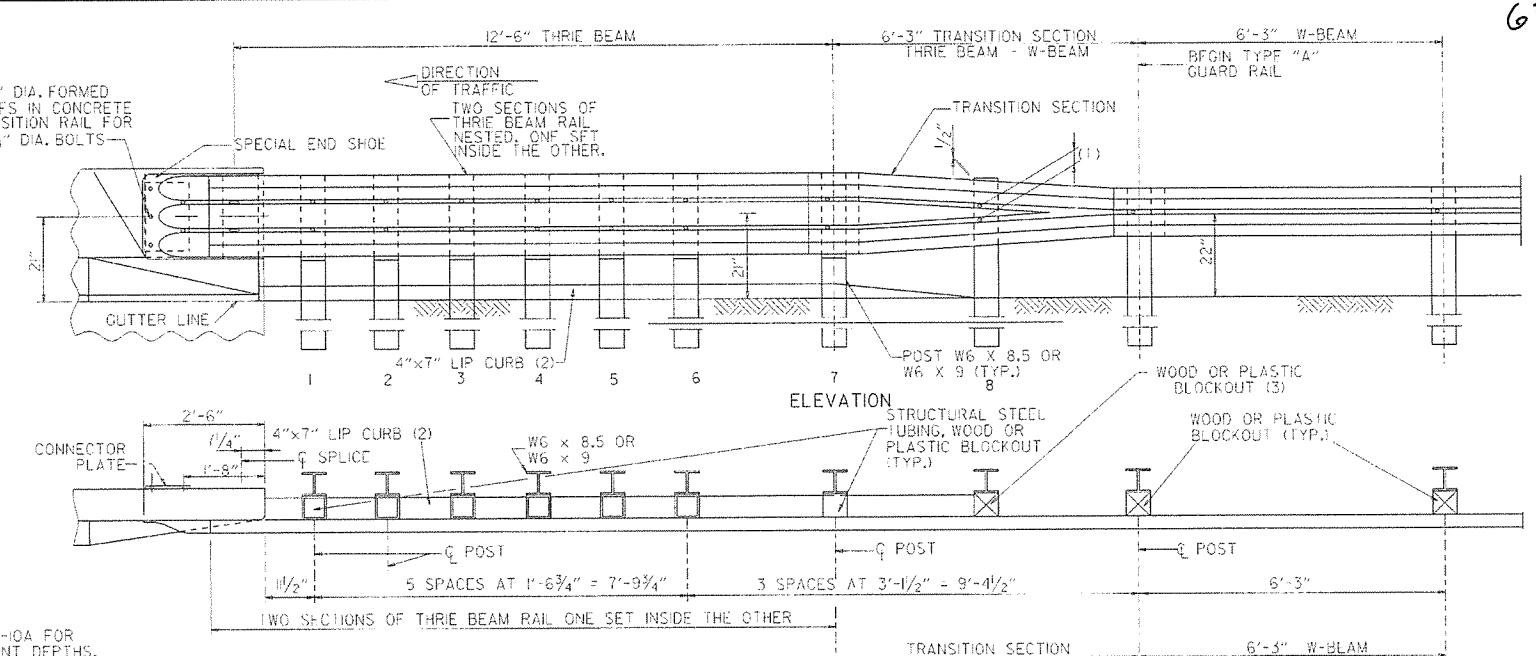 12'-6" THRIE BEAM
6'-3" TRANSITION SECTION
THRIE BEAM - W-BEAM
6'-3" W-BEAM
BEGIN TYPE "A"
GUARD RAIL
DIRECTION
OF TRAFFIC
" DIA. FORMED
IN CONCRETE
SITION RAIL FOR
" DIA. BOLTS
SPECIAL END SHOE
TWO SECTIONS OF
THRIE BEAM RAIL
NESTED, ONE SET
INSIDE THE OTHER.
TRANSITION SECTION
1/2"
(1)
21"
21"
22"
GUTTER LINE
4"x7" LIP CURB (2)
POST W6 X 8.5 OR
W6 X 9 (TYP.)
1 2 3 4 5 6 7 8
ELEVATION
WOOD OR PLASTIC
BLOCKOUT (3)
2'-6"
7 1/4"
1'-8"
CONNECTOR
PLATE
4"x7" LIP CURB (2)
℄ SPLICE
W6 x 8.5 OR
W6 x 9
STRUCTURAL STEEL
TUBING, WOOD OR
PLASTIC BLOCKOUT
(TYP.)
WOOD OR PLASTIC
BLOCKOUT (TYP.)
℄ POST
℄ POST
℄ POST
11 1/2"
5 SPACES AT 1'-6 3/4" = 7'-9 3/4"
3 SPACES AT 3'-1 1/2" = 9'-4 1/2"
6'-3"
TWO SECTIONS OF THRIE BEAM RAIL ONE SET INSIDE THE OTHER
-10A FOR
NT DEPTHS.
TRANSITION SECTION
6'-3" W-BEAM